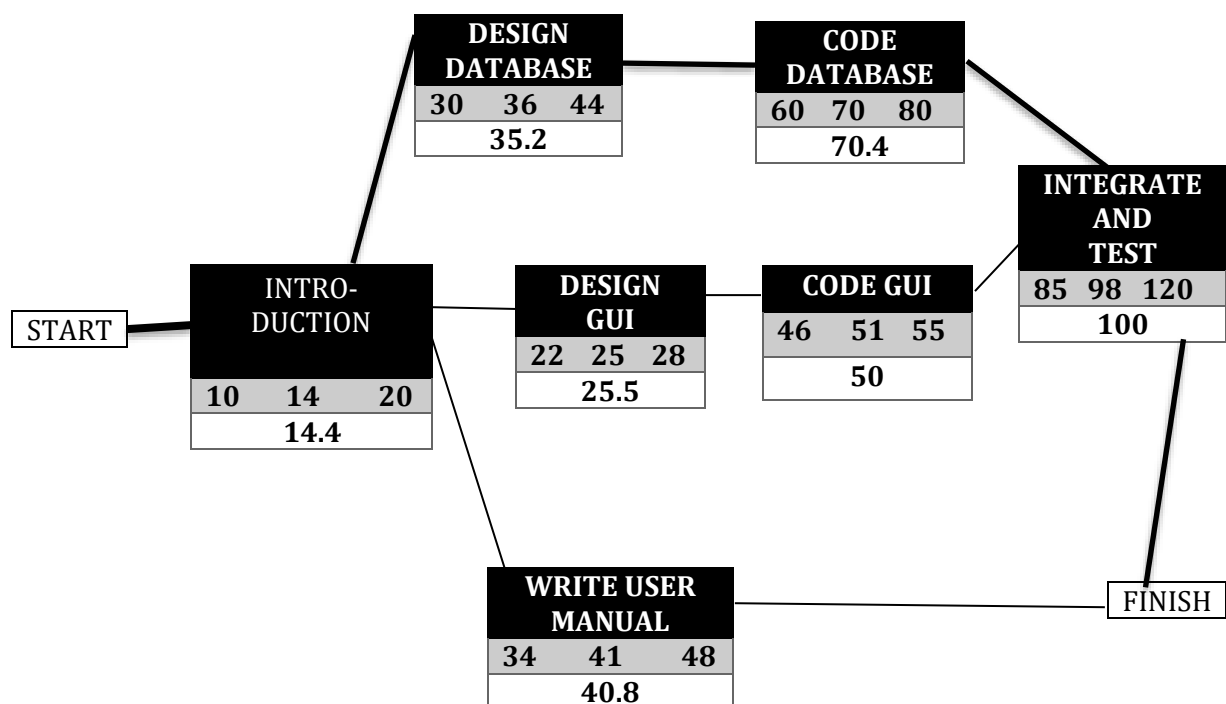 DESIGN
DATABASE
30 36 44
35.2
CODE
DATABASE
60 70 80
70.4
INTEGRATE
AND
TEST
85 98 120
100
START
INTRO-
DUCTION
10 14 20
14.4
DESIGN
GUI
22 25 28
25.5
CODE GUI
46 51 55
50
WRITE USER
MANUAL
34 41 48
40.8
FINISH